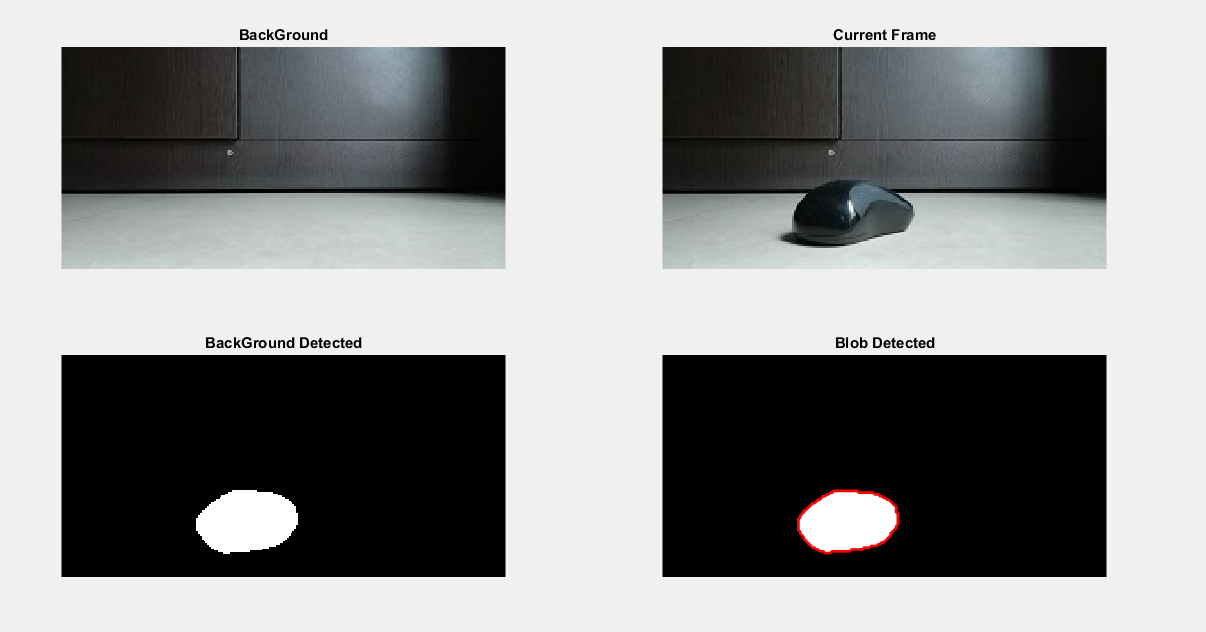 BackGround
Current Frame
BackGround Detected
Blob Detected